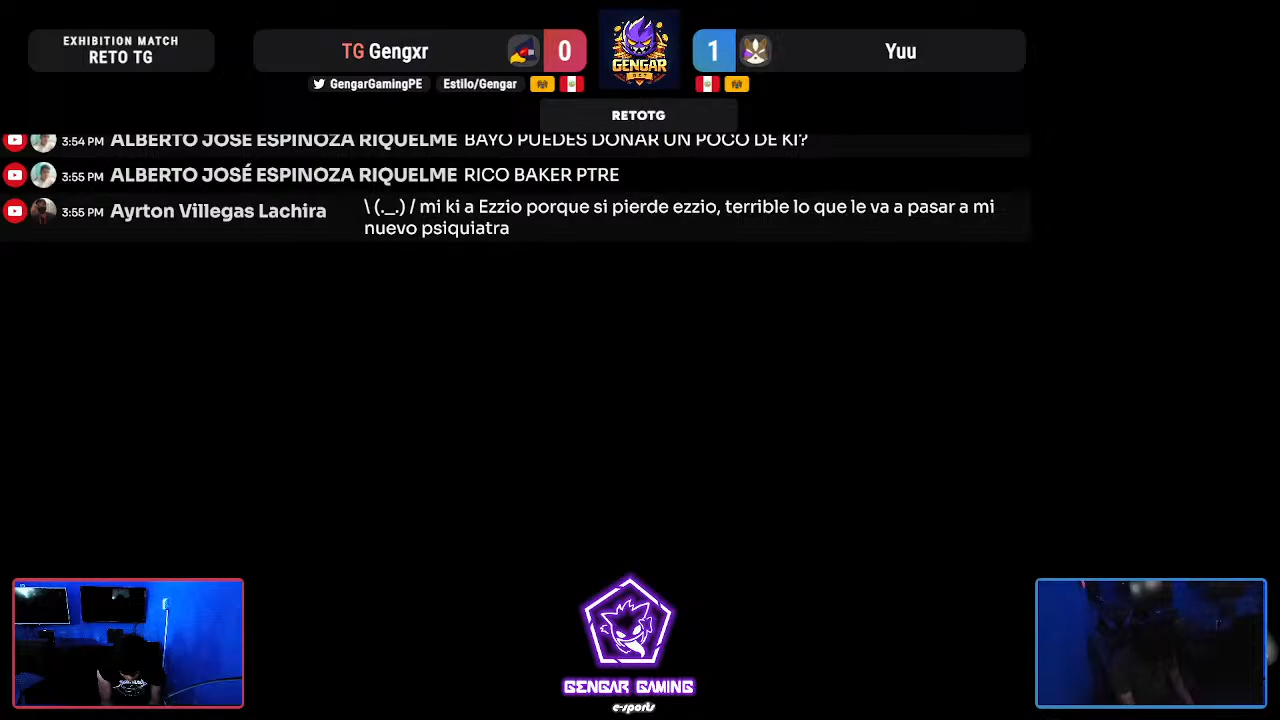 EXHIBITION MATCH
RETO TG
TG Gengxr
0
GENGAR
BET
1
Yuu
GengarGamingPE
Estilo/Gengar
RETOTG
3:54 PM ALBERTO JOSÉ ESPINOZA RIQUELME BAYO PUEDES DONAR UN POCO DE KI?
3:55 PM ALBERTO JOSÉ ESPINOZA RIQUELME RICO BAKER PTRE
3:55 PM Ayrton Villegas Lachira \ (._.) / mi ki a Ezzio porque si pierde ezzio, terrible lo que le va a pasar a mi
nuevo psiquiatra
GENGAR GAMING
e-sports